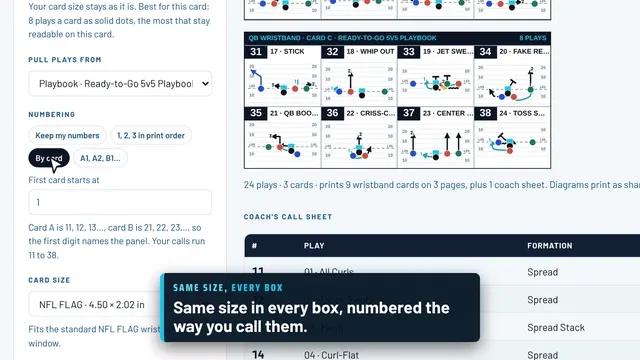 Your card size stays as it is. Best for this card:
8 plays a card as solid dots, the most that stay
readable on this card.
PULL PLAYS FROM
Playbook · Ready-to-Go 5v5 Playbool
NUMBERING
Keep my numbers
1, 2, 3 in print order
By card
A1, A2, B1...
First card starts at
1
Card A is 11, 12, 13..., card B is 21, 22, 23..., so
the first digit names the panel. Your calls run
11 to 38.
CARD SIZE
NFL FLAG · 4.50 × 2.02 in
Fits the standard NFL FLAG wrist
window.
QB WRISTBAND · CARD C · READY-TO-GO 5V5 PLAYBOOK
8 PLAYS
31 17 · STICK
32 18 · WHIP OUT
33 19 · JET SWE...
34 20 · FAKE RE...
35 21 · QB BOO...
36 22 · CRISS-C...
37 23 · CENTER ...
38 24 · TOSS S...
24 plays · 3 cards · prints 9 wristband cards on 3 pages, plus 1 coach sheet. Diagrams print as shar
COACH'S CALL SHEET
# PLAY FORMATION
11 01 · All Curls Spread
Spread
Spread Stack
14 04 · Curl-Flat Spread
SAME SIZE, EVERY BOX
Same size in every box, numbered the
way you call them.